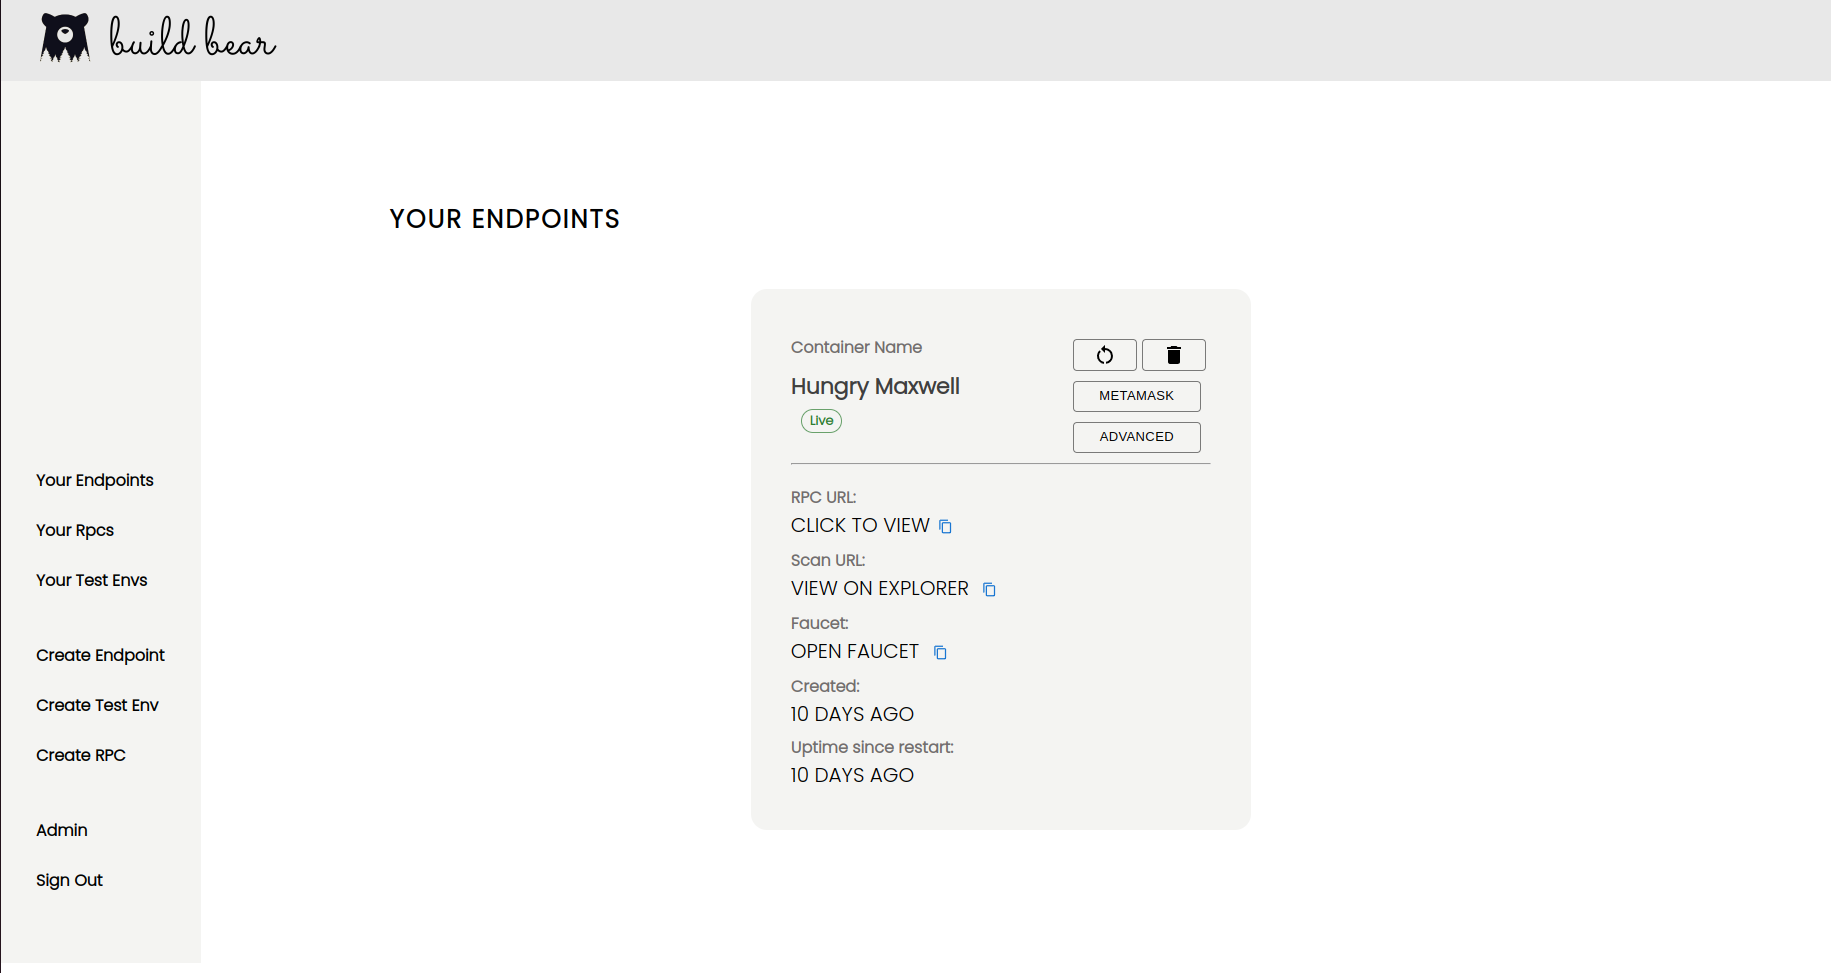 build bear
YOUR ENDPOINTS
Your Endpoints
Your Rpcs
Your Test Envs
Create Endpoint
Create Test Env
Create RPC
Admin
Sign Out
Container Name
Hungry Maxwell
Live
METAMASK
ADVANCED
RPC URL:
CLICK TO VIEW
Scan URL:
VIEW ON EXPLORER
Faucet:
OPEN FAUCET
Created:
10 DAYS AGO
Uptime since restart:
10 DAYS AGO